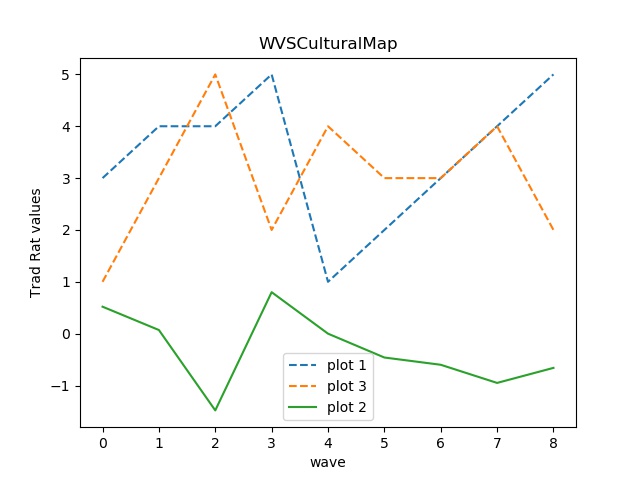 WVSCulturalMap
Trad Rat values
5
4
3
2
1
0
−1
plot 1
plot 3
plot 2
0 1 2 3 4 5 6 7 8
wave